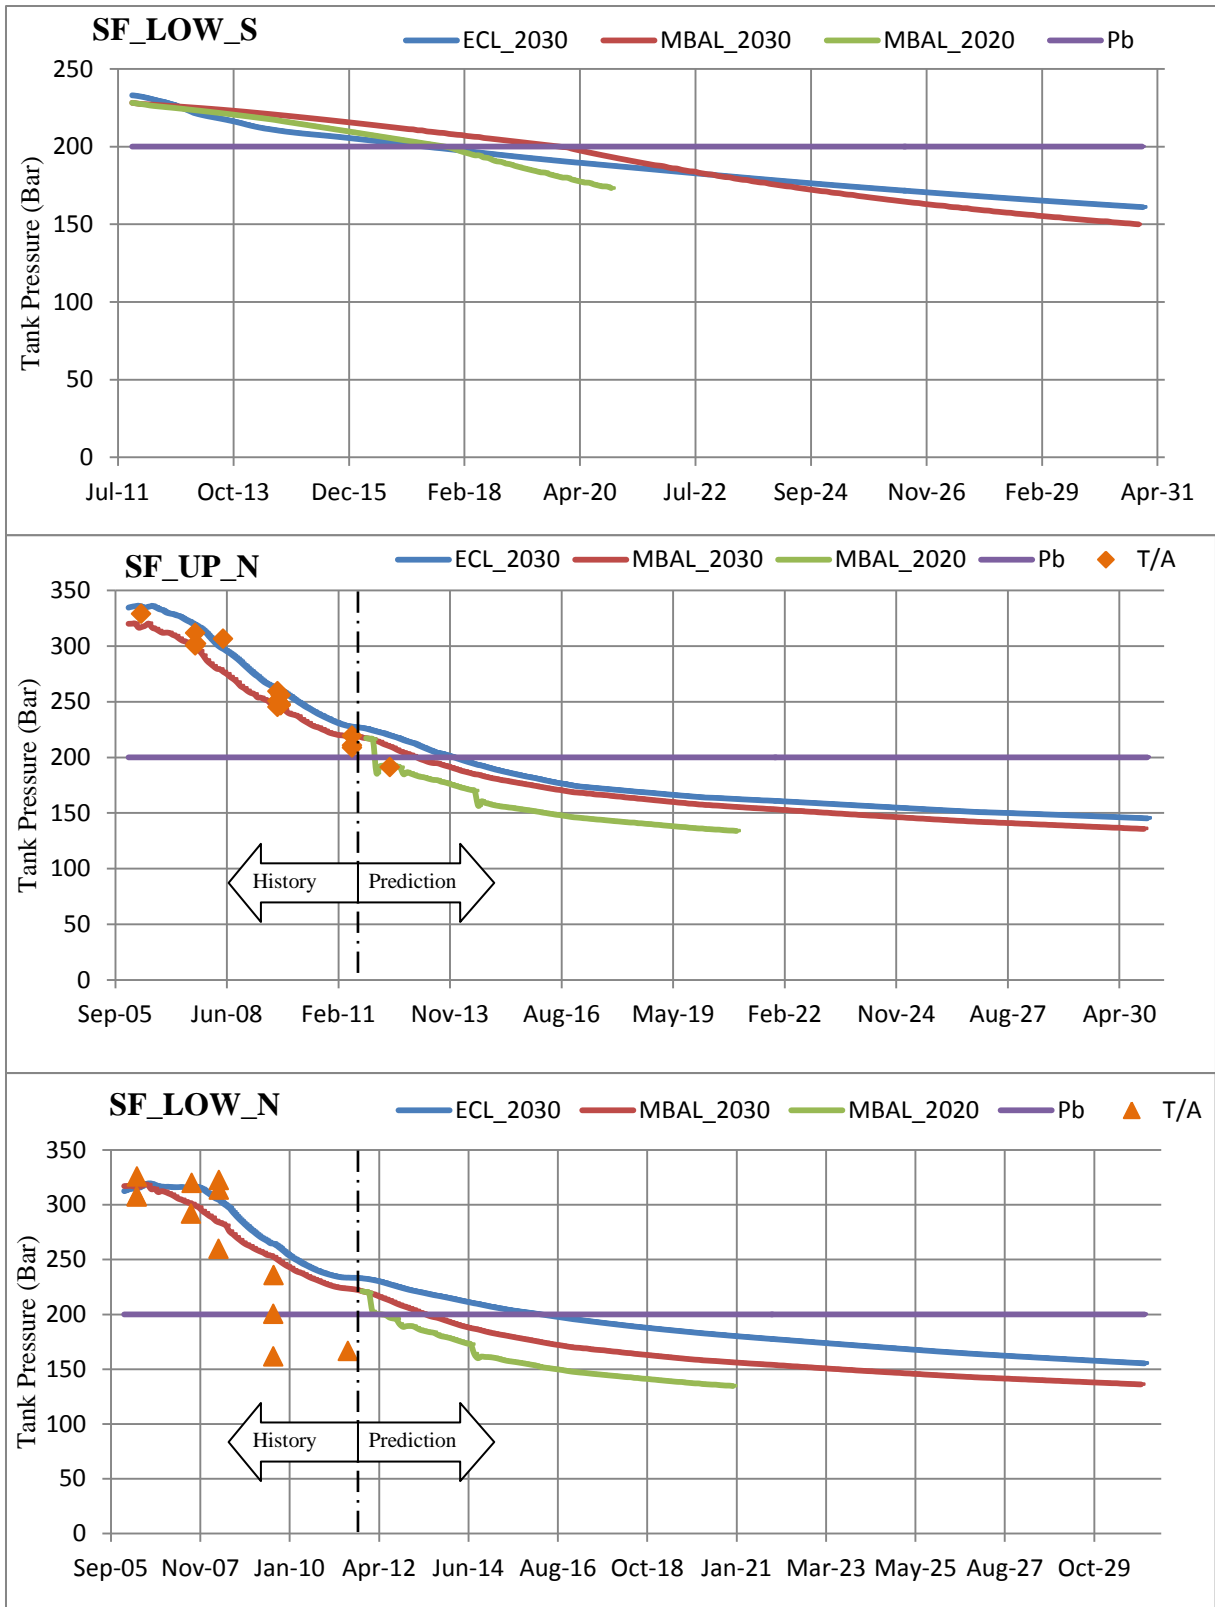 SF_LOW_S
ECL_2030 MBAL_2030 MBAL_2020 Pb
Tank Pressure (Bar)
250
200
150
100
50
0
Jul-11 Oct-13 Dec-15 Feb-18 Apr-20 Jul-22 Sep-24 Nov-26 Feb-29 Apr-31
SF_UP_N
ECL_2030 MBAL_2030 MBAL_2020 Pb T/A
Tank Pressure (Bar)
350
300
250
200
150
100
50
0
History Prediction
Sep-05 Jun-08 Feb-11 Nov-13 Aug-16 May-19 Feb-22 Nov-24 Aug-27 Apr-30
SF_LOW_N
ECL_2030 MBAL_2030 MBAL_2020 Pb T/A
Tank Pressure (Bar)
350
300
250
200
150
100
50
0
History Prediction
Sep-05 Nov-07 Jan-10 Apr-12 Jun-14 Aug-16 Oct-18 Jan-21 Mar-23 May-25 Aug-27 Oct-29